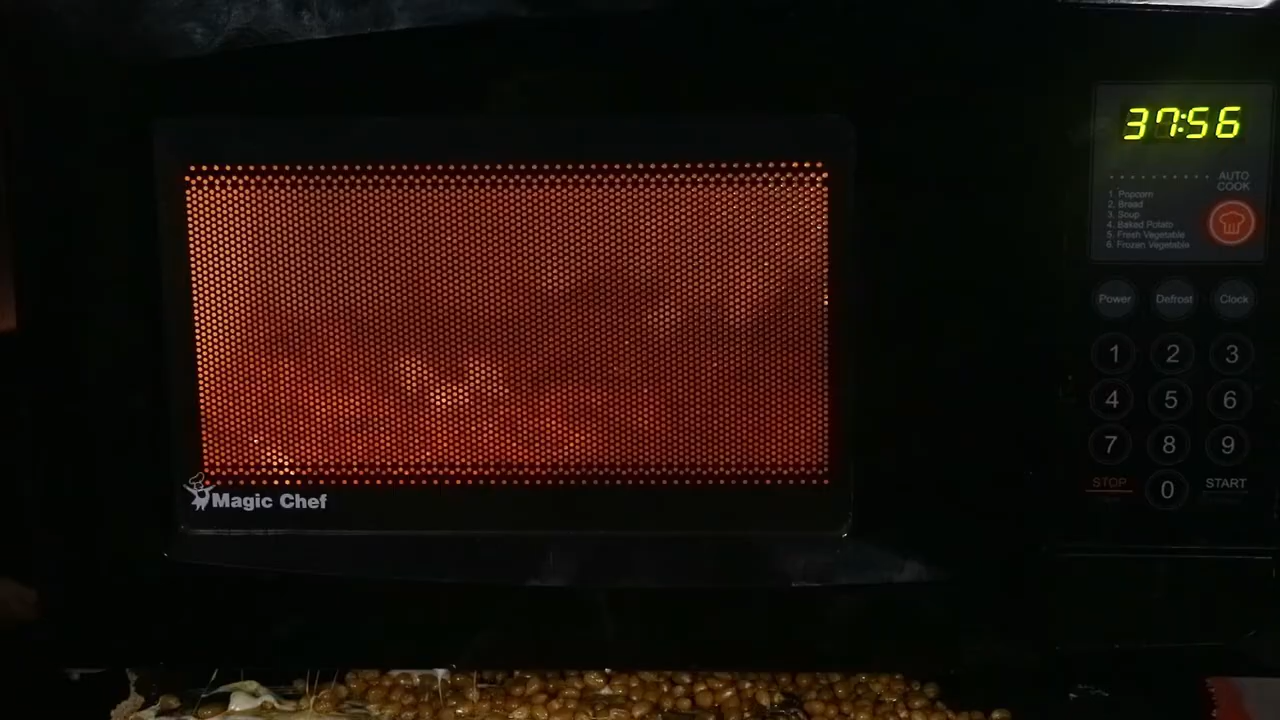 37:56
AUTO
COOK
1. Popcorn
2. Bread
3. Soup
4. Baked Potato
5. Fresh Vegetable
6. Frozen Vegetable
Power Defrost Clock
1 2 3
4 5 6
7 8 9
STOP 0 START
Magic Chef